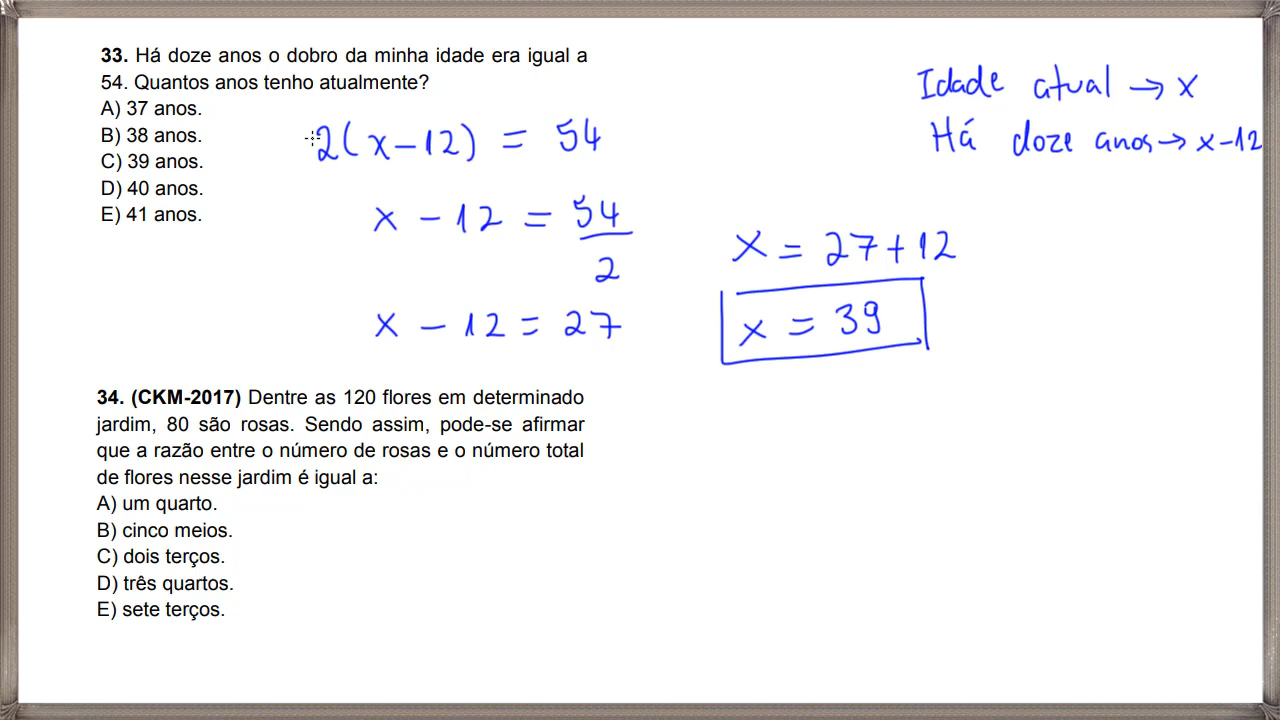 33. Há doze anos o dobro da minha idade era igual a
54. Quantos anos tenho atualmente?
A) 37 anos.
B) 38 anos.
C) 39 anos.
D) 40 anos.
E) 41 anos.
2(x-12) = 54
x - 12 = 54/2
x - 12 = 27
Idade atual → x
Há doze anos → x-12
x = 27+12
x = 39
34. (CKM-2017) Dentre as 120 flores em determinado
jardim, 80 são rosas. Sendo assim, pode-se afirmar
que a razão entre o número de rosas e o número total
de flores nesse jardim é igual a:
A) um quarto.
B) cinco meios.
C) dois terços.
D) três quartos.
E) sete terços.